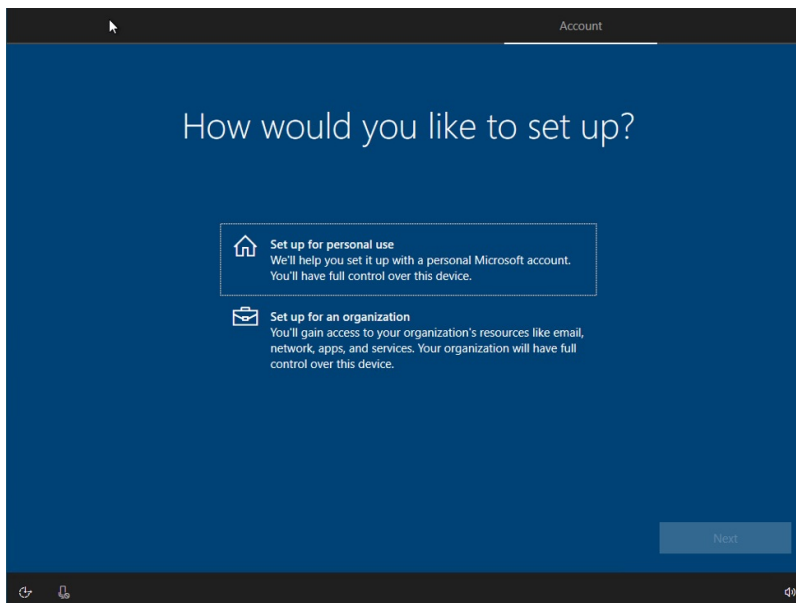 Account
How would you like to set up?
Set up for personal use
We'll help you set it up with a personal Microsoft account.
You'll have full control over this device.
Set up for an organization
You'll gain access to your organization's resources like email,
network, apps, and services. Your organization will have full
control over this device.
Next